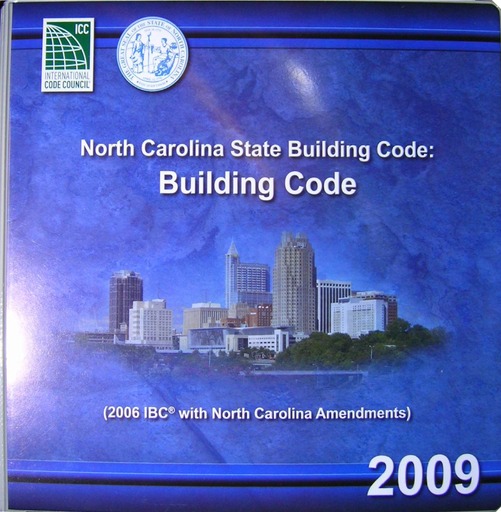 ICC
INTERNATIONAL
CODE COUNCIL
North Carolina State Building Code:
Building Code
(2006 IBC® with North Carolina Amendments)
2009